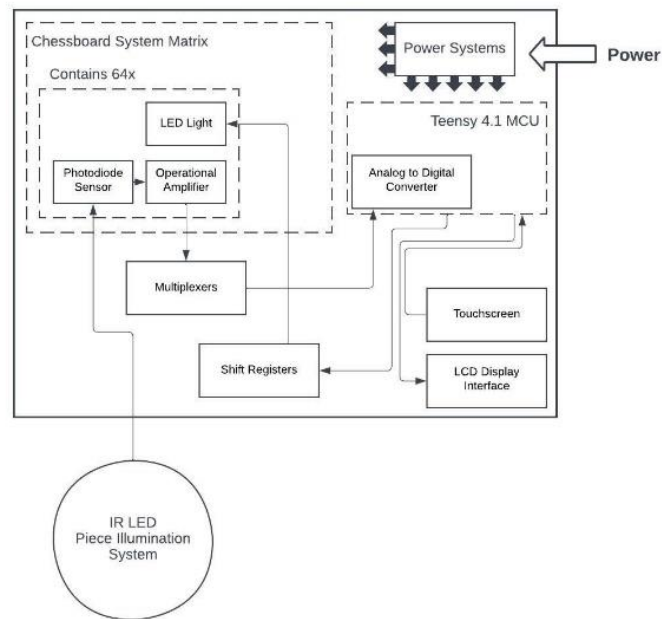 Chessboard System Matrix
Contains 64x
LED Light
Photodiode
Sensor
Operational
Amplifier
Power Systems
Power
Teensy 4.1 MCU
Analog to Digital
Converter
Multiplexers
Touchscreen
Shift Registers
LCD Display
Interface
IR LED
Piece Illumination
System